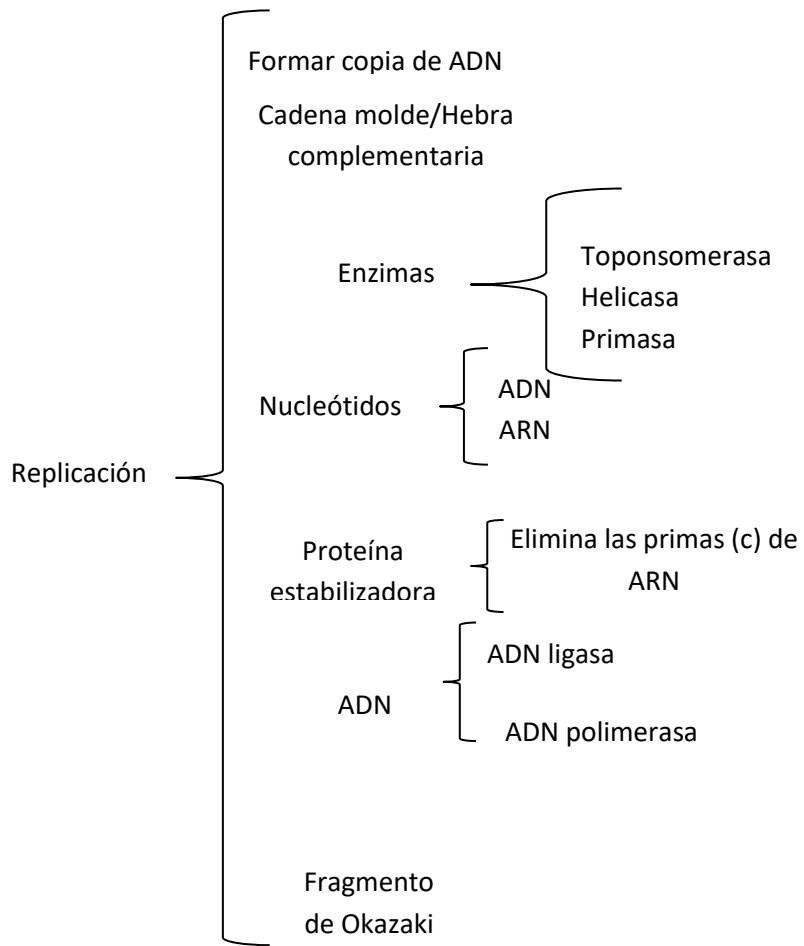 Formar copia de ADN
Cadena molde/Hebra
complementaria
Enzimas
Toponsomerasa
Helicasa
Primasa
Nucleótidos
ADN
ARN
Replicación
Proteína
estabilizadora
Elimina las primas (c) de
ARN
ADN
ADN ligasa
ADN polimerasa
Fragmento
de Okazaki